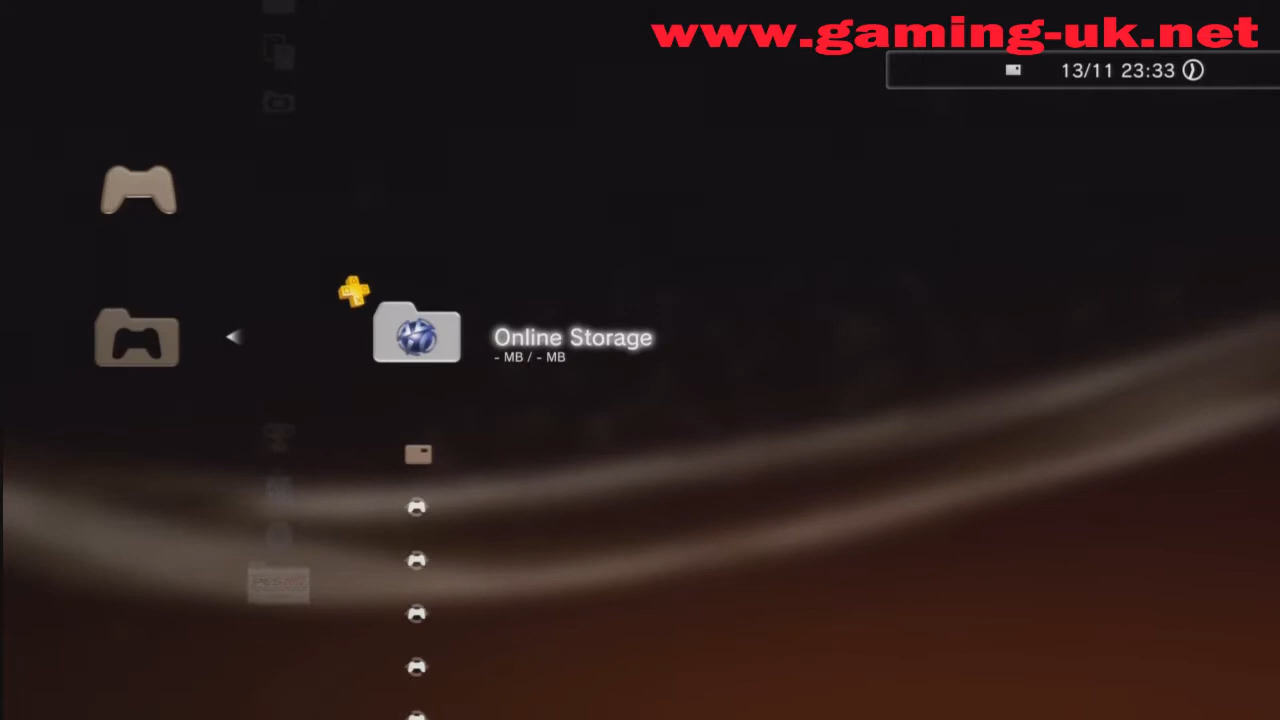 www.gaming-uk.net
13/11 23:33
Online Storage
- MB / - MB